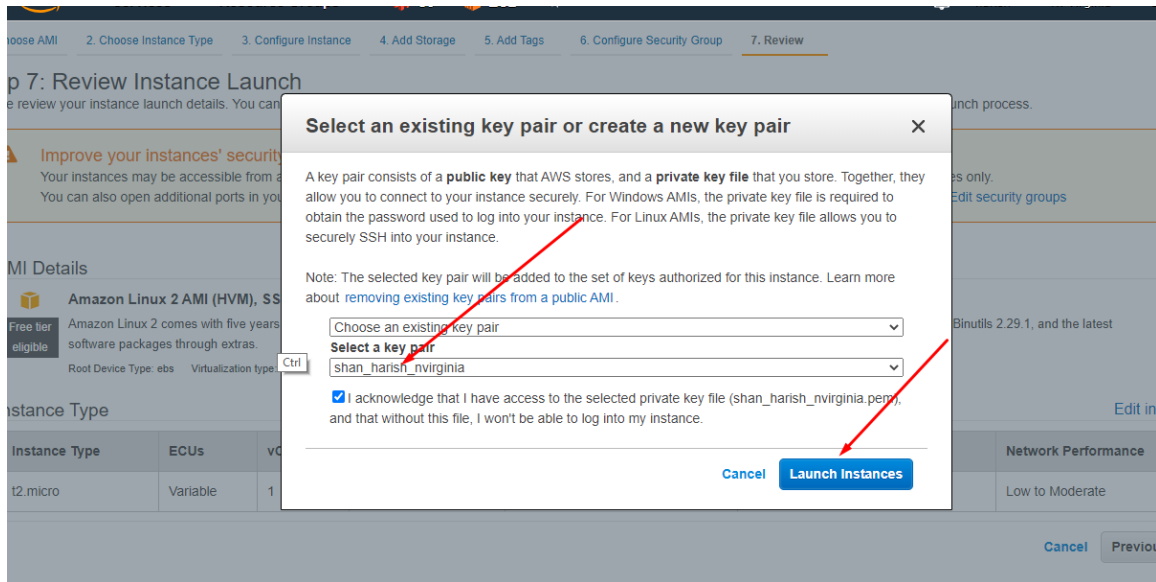 hoose AMI 2. Choose Instance Type 3. Configure Instance 4. Add Storage 5. Add Tags 6. Configure Security Group 7. Review
p 7: Review Instance Launch
e review your instance launch details. You can
unch process.
Improve your instances' security
Your instances may be accessible from a
es only.
You can also open additional ports in you
Edit security groups
MI Details
Amazon Linux 2 AMI (HVM), SS
Free tier
eligible
Amazon Linux 2 comes with five years
Binutils 2.29.1, and the latest
software packages through extras.
Root Device Type: ebs Virtualization type:
Ctrl
nstance Type
Edit in
Instance Type ECUs vC Network Performance
t2.micro Variable 1 Low to Moderate
Cancel Previou
Select an existing key pair or create a new key pair
A key pair consists of a public key that AWS stores, and a private key file that you store. Together, they
allow you to connect to your instance securely. For Windows AMIs, the private key file is required to
obtain the password used to log into your instance. For Linux AMIs, the private key file allows you to
securely SSH into your instance.
Note: The selected key pair will be added to the set of keys authorized for this instance. Learn more
about removing existing key pairs from a public AMI .
Choose an existing key pair
Select a key pair
shan_harish_nvirginia
I acknowledge that I have access to the selected private key file (shan_harish_nvirginia.pem),
and that without this file, I won't be able to log into my instance.
Cancel Launch Instances